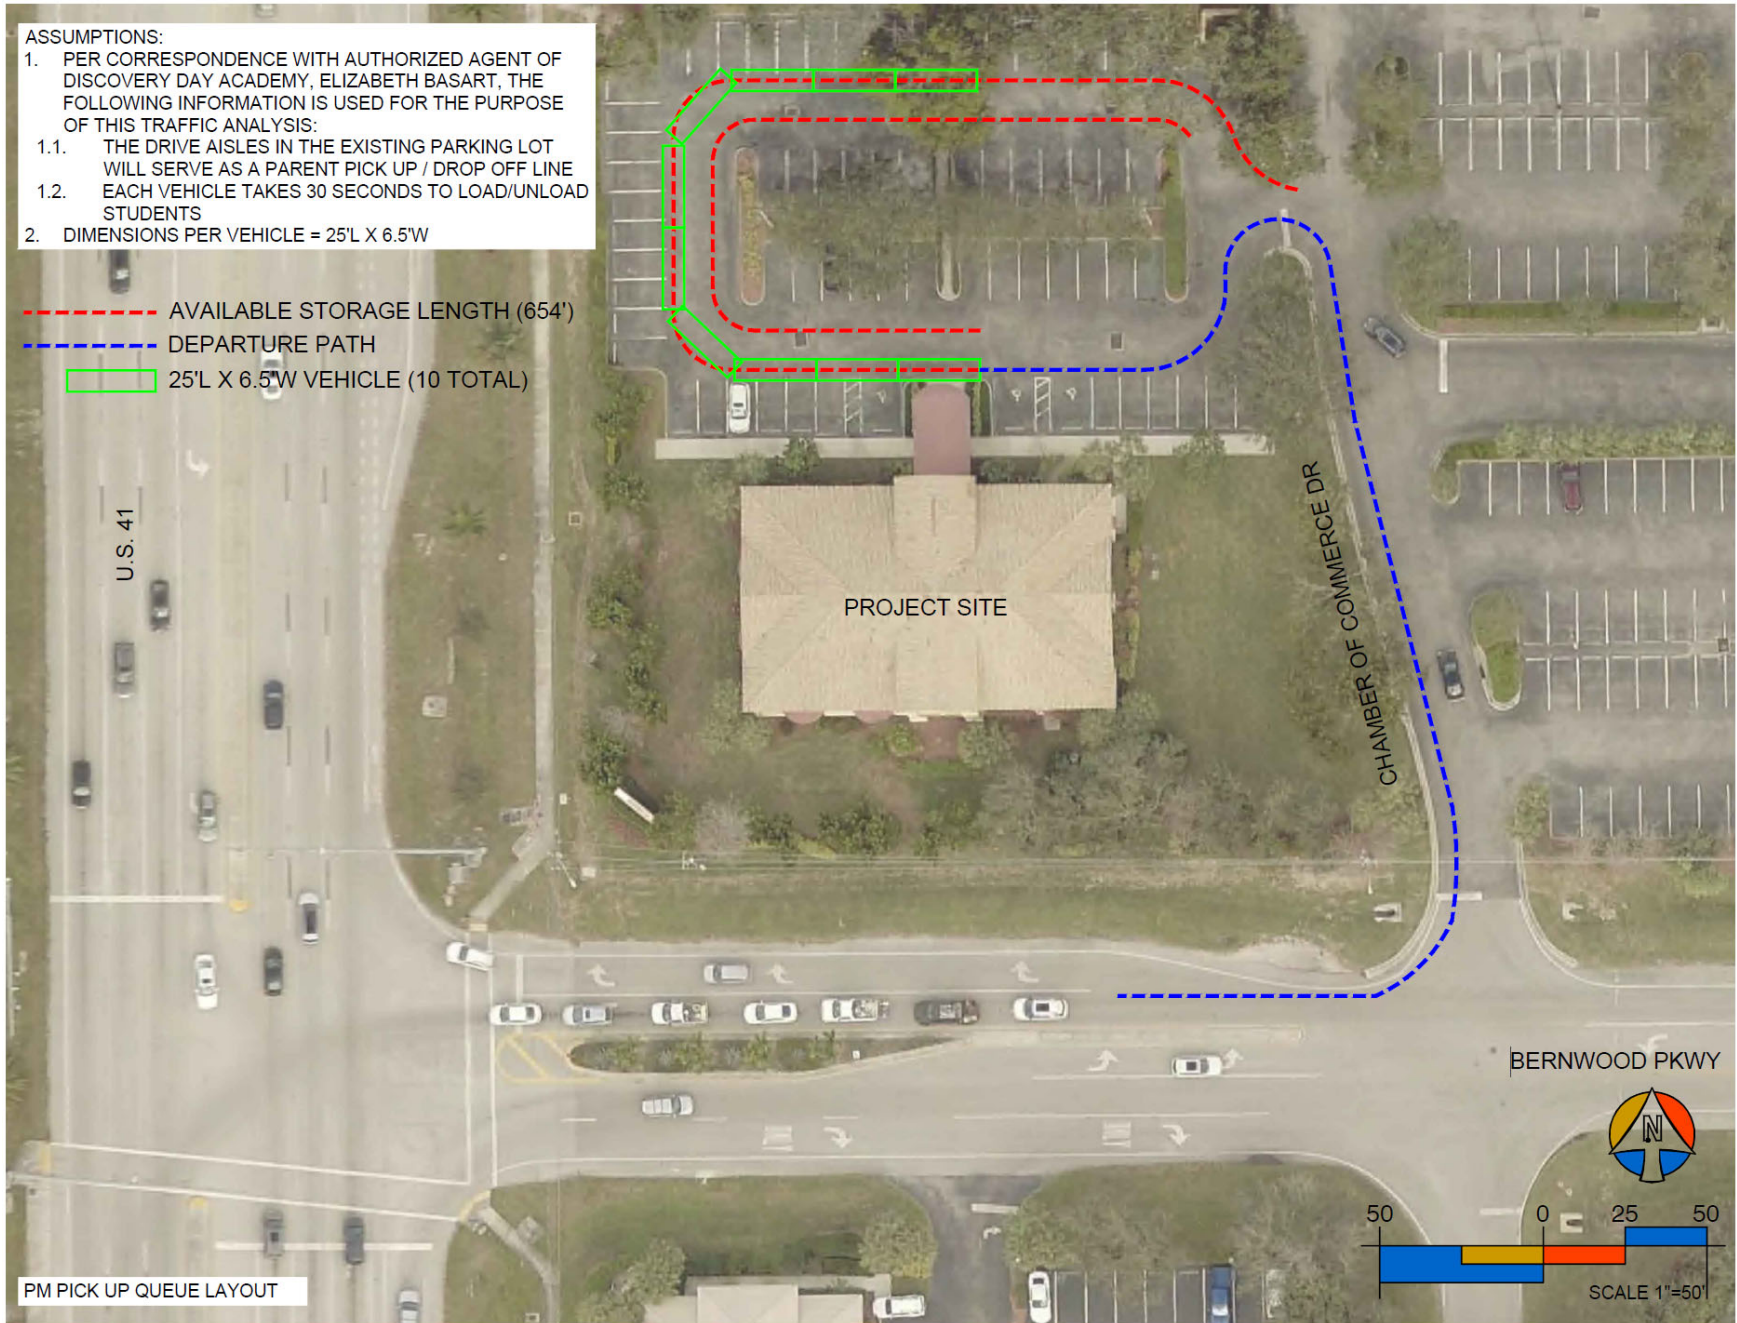 ASSUMPTIONS:
1. PER CORRESPONDENCE WITH AUTHORIZED AGENT OF
DISCOVERY DAY ACADEMY, ELIZABETH BASART, THE
FOLLOWING INFORMATION IS USED FOR THE PURPOSE
OF THIS TRAFFIC ANALYSIS:
1.1. THE DRIVE AISLES IN THE EXISTING PARKING LOT
WILL SERVE AS A PARENT PICK UP / DROP OFF LINE
1.2. EACH VEHICLE TAKES 30 SECONDS TO LOAD/UNLOAD
STUDENTS
2. DIMENSIONS PER VEHICLE = 25'L X 6.5'W
AVAILABLE STORAGE LENGTH (654')
DEPARTURE PATH
25'L X 6.5'W VEHICLE (10 TOTAL)
U.S. 41
PROJECT SITE
CHAMBER OF COMMERCE DR
BERNWOOD PKWY
N
50 0 25 50
SCALE 1"=50'
PM PICK UP QUEUE LAYOUT